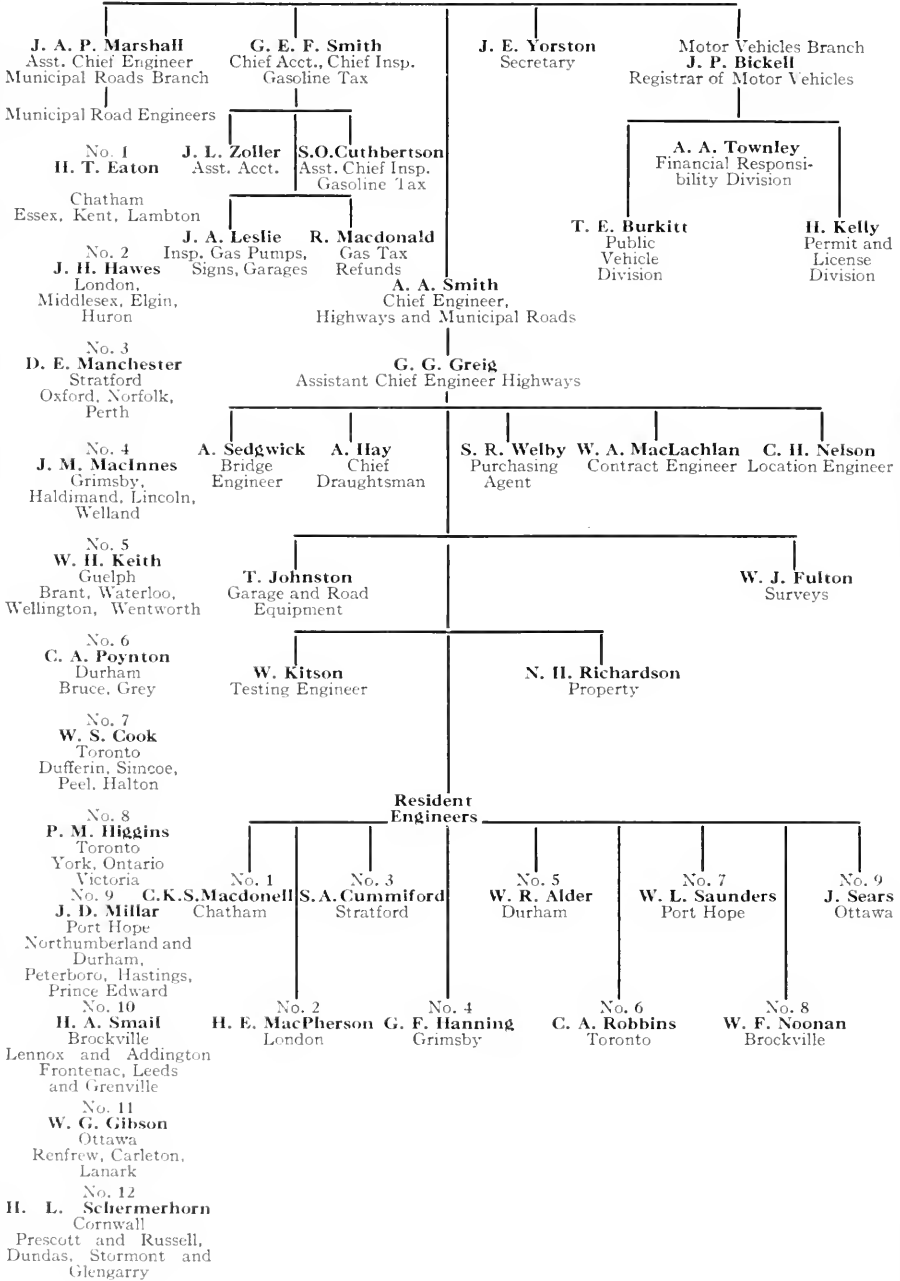 J. A. P. Marshall
Asst. Chief Engineer
Municipal Roads Branch
Municipal Road Engineers
No. 1
H. T. Eaton
Chatham
Essex, Kent, Lambton
No. 2
J. H. Hawes
London,
Middlesex, Elgin,
Huron
No. 3
D. E. Manchester
Stratford
Oxford, Norfolk,
Perth
No. 4
J. M. MacInnes
Grimsby,
Haldimand, Lincoln,
Welland
No. 5
W. H. Keith
Guelph
Brant, Waterloo,
Wellington, Wentworth
No. 6
C. A. Poynton
Durham
Bruce, Grey
No. 7
W. S. Cook
Toronto
Dufferin, Simcoe,
Peel, Halton
No. 8
P. M. Higgins
Toronto
York, Ontario
Victoria
No. 9
J. D. Millar
Port Hope
Northumberland and
Durham,
Peterboro, Hastings,
Prince Edward
No. 10
H. A. Smail
Brockville
Lennox and Addington
Frontenac, Leeds
and Grenville
No. 11
W. G. Gibson
Ottawa
Renfrew, Carleton,
Lanark
No. 12
H. L. Schermerhorn
Cornwall
Prescott and Russell,
Dundas, Stormont and
Glengarry
G. E. F. Smith
Chief Acct., Chief Insp.
Gasoline Tax
J. L. Zoller
Asst. Acct.
S.O.Cuthbertson
Asst. Chief Insp.
Gasoline Tax
J. A. Leslie
Insp. Gas Pumps,
Signs, Garages
R. Macdonald
Gas Tax
Refunds
J. E. Yorston
Secretary
Motor Vehicles Branch
J. P. Bickell
Registrar of Motor Vehicles
A. A. Townley
Financial Responsi-
bility Division
T. E. Burkitt
Public
Vehicle
Division
H. Kelly
Permit and
License
Division
A. A. Smith
Chief Engineer,
Highways and Municipal Roads
G. G. Greig
Assistant Chief Engineer Highways
A. Sedgwick
Bridge
Engineer
A. Hay
Chief
Draughtsman
S. R. Welby
Purchasing
Agent
W. A. MacLachlan
Contract Engineer
C. H. Nelson
Location Engineer
T. Johnston
Garage and Road
Equipment
W. J. Fulton
Surveys
W. Kitson
Testing Engineer
N. H. Richardson
Property
Resident
Engineers
No. 1
C.K.S.Macdonell
Chatham
No. 2
H. E. MacPherson
London
No. 3
S.A.Cummiford
Stratford
No. 4
G. F. Hanning
Grimsby
No. 5
W. R. Alder
Durham
No. 6
C. A. Robbins
Toronto
No. 7
W. L. Saunders
Port Hope
No. 8
W. F. Noonan
Brockville
No. 9
J. Sears
Ottawa